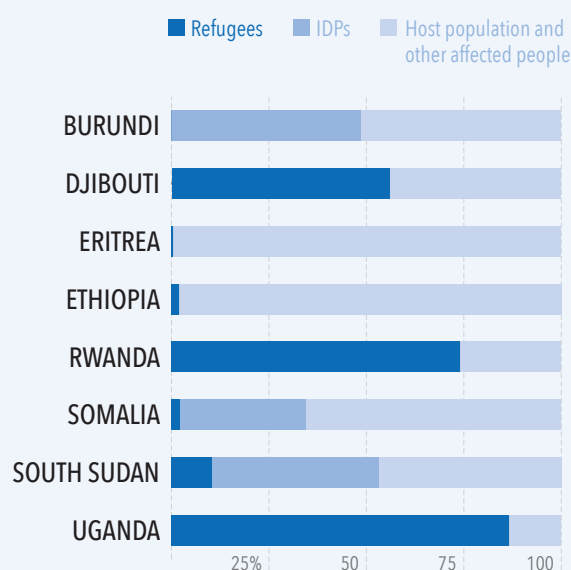 Refugees
IDPs
Host population and
other affected people
BURUNDI
DJIBOUTI
ERITREA
ETHIOPIA
RWANDA
SOMALIA
SOUTH SUDAN
UGANDA
25% 50 75 100